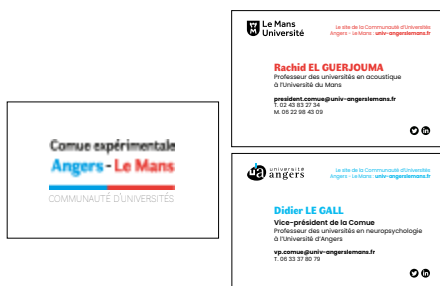 Comue expérimentale
Angers - Le Mans
COMMUNAUTÉ D'UNIVERSITÉS
Le Mans
Université
Le site de la Communauté d'Universités
Angers - Le Mans : univ-angerslemans.fr
Rachid EL GUERJOUMA
Professeur des universités en acoustique
à l'Université du Mans
president.comue@univ-angerslemans.fr
T. 02 43 83 27 34
M. 06 22 98 43 09
université
angers
Le site de la Communauté d'Universités
Angers - Le Mans : univ-angerslemans.fr
Didier LE GALL
Vice-président de la Comue
Professeur des universités en neuropsychologie
à l'Université d'Angers
vp.comue@univ-angerslemans.fr
T. 06 33 37 80 79